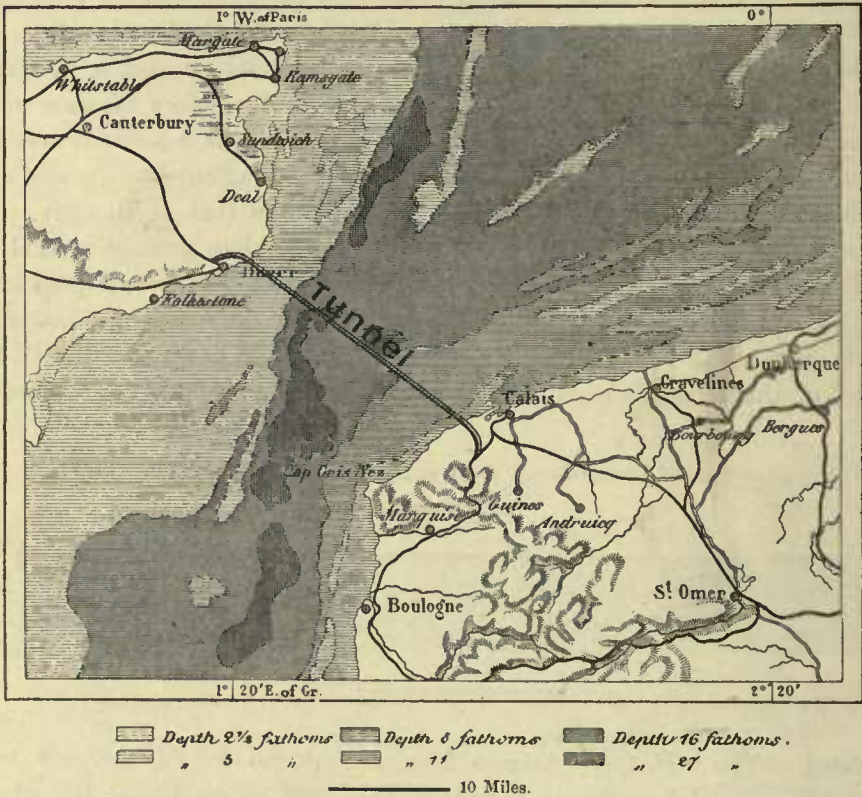 1° W. of Paris 0°
Margate
Ramsgate
Whitstable
Canterbury
Sandwich
Deal
Dover
Folkestone
Tunnel
Calais
Gravelines
Dunkerque
Bourbourg
Bergues
Cap Gris Nez
Guines
Marquise
Andruicq
St. Omer
Boulogne
1° 20' E. of Gr. 2° 20'
Depth 2½ fathoms Depth 8 fathoms Depth 16 fathoms.
„ 5 „ „ 11 „ 27 „
10 Miles.